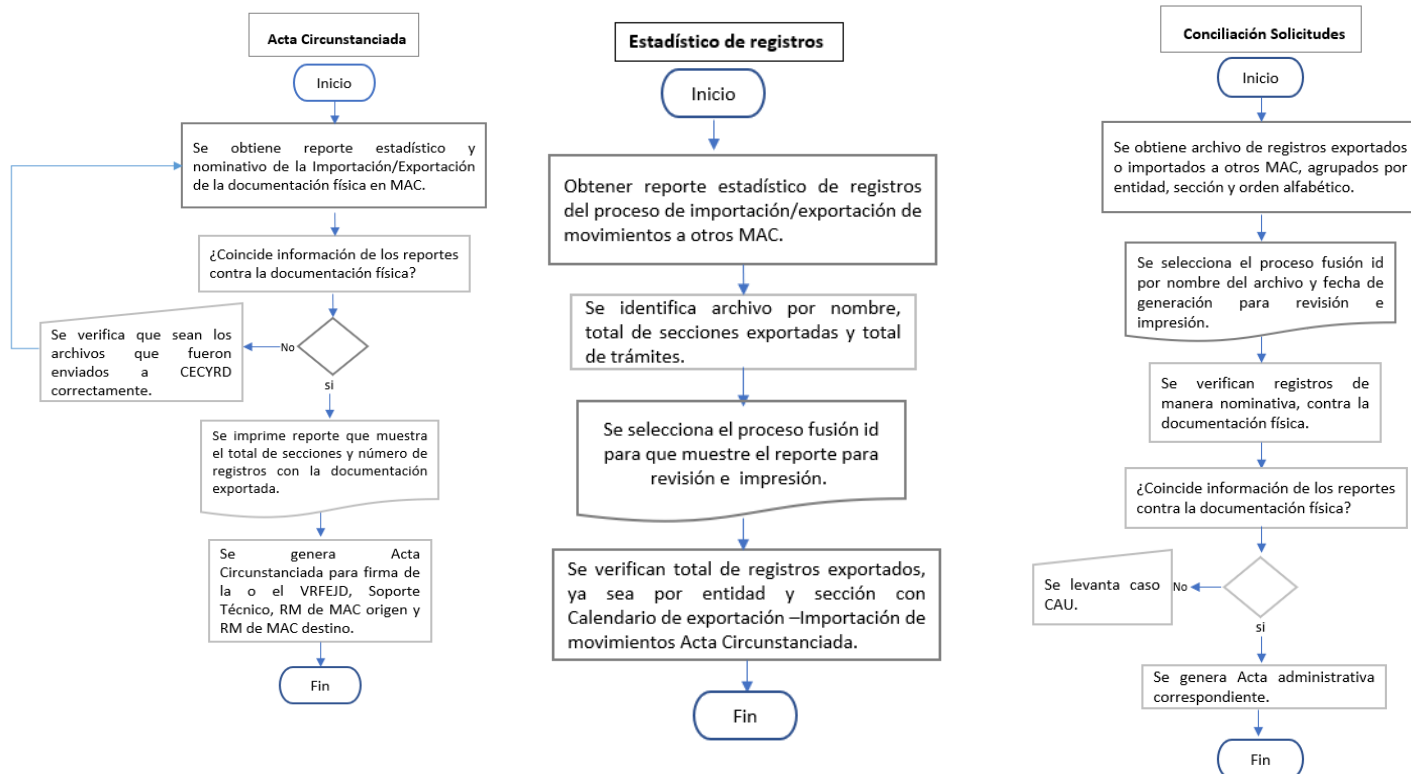 Acta Circunstanciada
Inicio
Se obtiene reporte estadístico y
nominativo de la Importación/Exportación
de la documentación física en MAC.
¿Coincide información de los reportes
contra la documentación física?
Se verifica que sean los
archivos que fueron
enviados a CECYRD
correctamente.
No
si
Se imprime reporte que muestra
el total de secciones y número de
registros con la documentación
exportada.
Se genera Acta
Circunstanciada para firma de
la o el VRFEJD, Soporte
Técnico, RM de MAC origen y
RM de MAC destino.
Fin
Estadístico de registros
Inicio
Obtener reporte estadístico de registros
del proceso de importación/exportación de
movimientos a otros MAC.
Se identifica archivo por nombre,
total de secciones exportadas y total
de trámites.
Se selecciona el proceso fusión id
para que muestre el reporte para
revisión e impresión.
Se verifican total de registros exportados,
ya sea por entidad y sección con
Calendario de exportación –Importación de
movimientos Acta Circunstanciada.
Fin
Conciliación Solicitudes
Inicio
Se obtiene archivo de registros exportados
o importados a otros MAC, agrupados por
entidad, sección y orden alfabético.
Se selecciona el proceso fusión id
por nombre del archivo y fecha de
generación para revisión e
impresión.
Se verifican registros de
manera nominativa, contra la
documentación física.
¿Coincide información de los reportes
contra la documentación física?
Se levanta caso
CAU.
No
si
Se genera Acta administrativa
correspondiente.
Fin